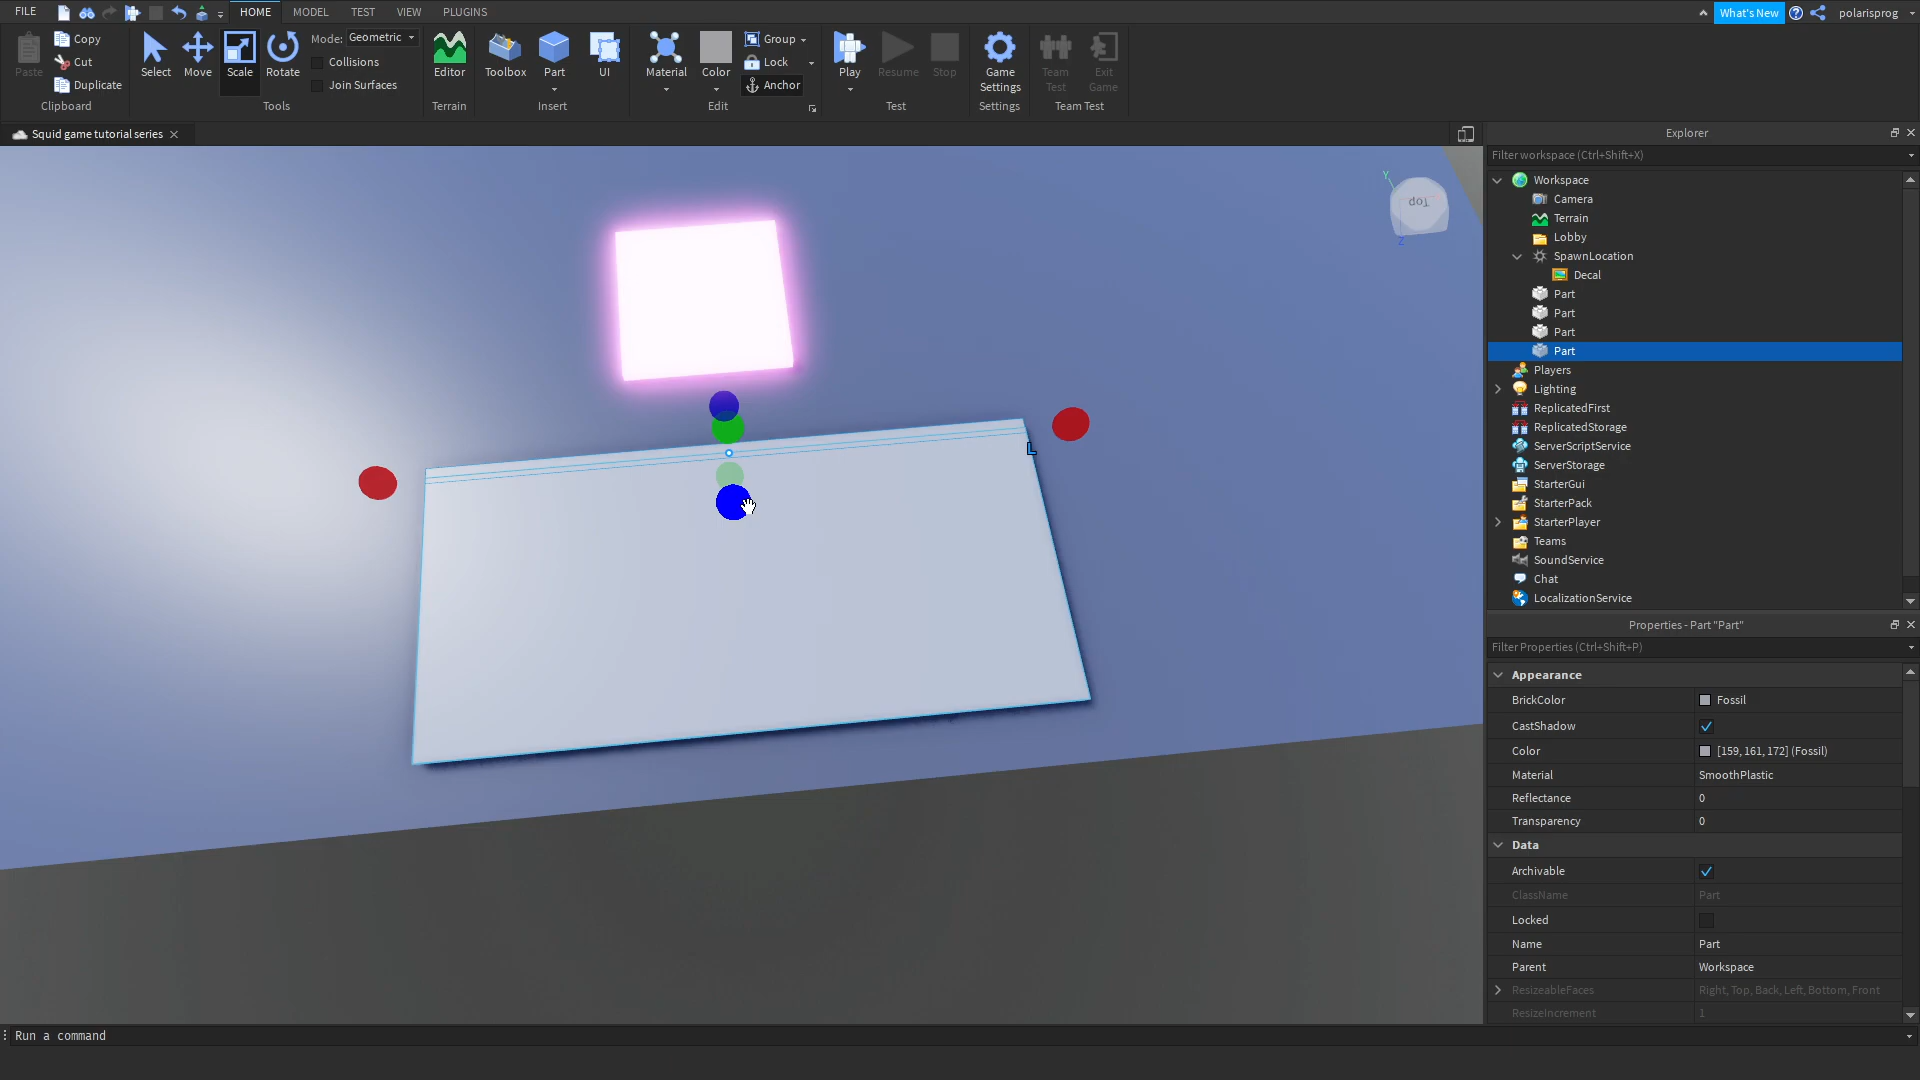 FILE
HOME
MODEL
TEST
VIEW
PLUGINS
What's New
polarisprog
Paste
Copy
Cut
Duplicate
Clipboard
Select
Move
Scale
Rotate
Mode: Geometric
Collisions
Join Surfaces
Tools
Editor
Terrain
Toolbox
Part
UI
Insert
Material
Color
Group
Lock
Anchor
Edit
Play
Resume
Stop
Test
Game
Settings
Settings
Team
Test
Exit
Game
Team Test
Squid game tutorial series
Y
Top
Z
L
Explorer
Filter workspace (Ctrl+Shift+X)
Workspace
Camera
Terrain
Lobby
SpawnLocation
Decal
Part
Part
Part
Part
Players
Lighting
ReplicatedFirst
ReplicatedStorage
ServerScriptService
ServerStorage
StarterGui
StarterPack
StarterPlayer
Teams
SoundService
Chat
LocalizationService
Properties - Part "Part"
Filter Properties (Ctrl+Shift+P)
Appearance
BrickColor Fossil
CastShadow
Color [159, 161, 172] (Fossil)
Material SmoothPlastic
Reflectance 0
Transparency 0
Data
Archivable
ClassName Part
Locked
Name Part
Parent Workspace
ResizeableFaces Right, Top, Back, Left, Bottom, Front
ResizeIncrement 1
Run a command